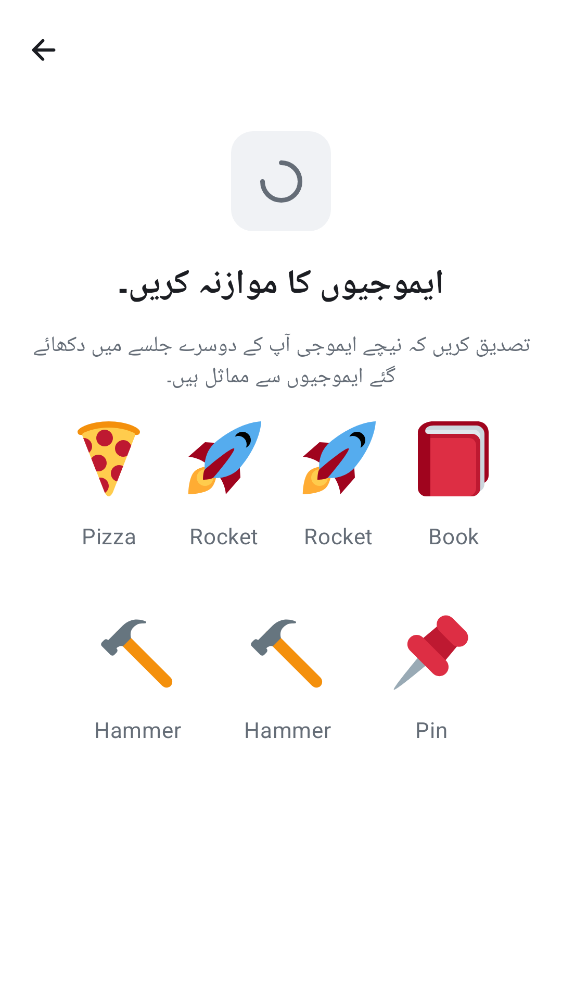 ایموجیوں کا موازنہ کریں۔
تصدیق کریں کہ نیچے ایموجی آپ کے دوسرے جلسے میں دکھائے
گئے ایموجیوں سے مماثل ہیں۔
Pizza Rocket Rocket Book
Hammer Hammer Pin